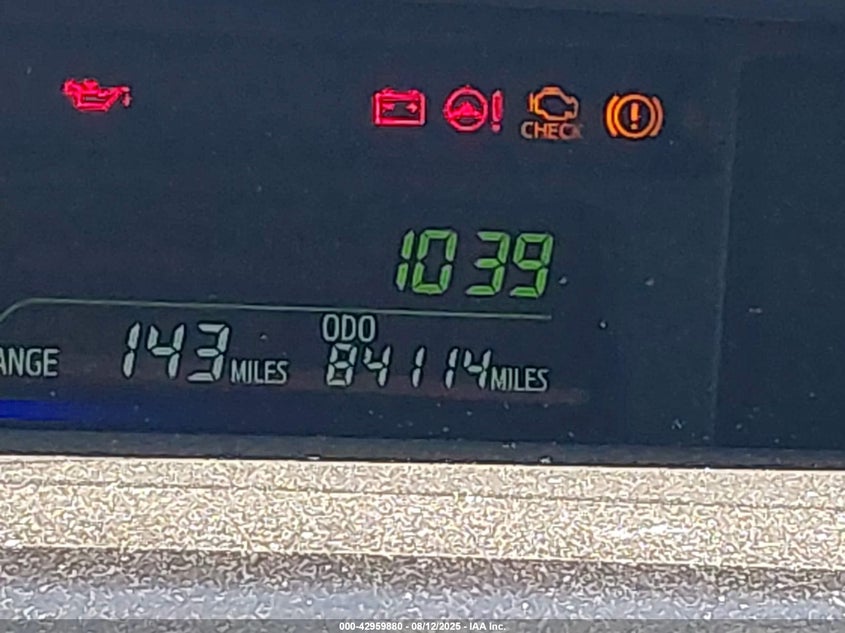 CHECK
1039
ODO
ANGE 143 MILES 84114 MILES
000-42959880 - 08/12/2025 - IAA Inc.